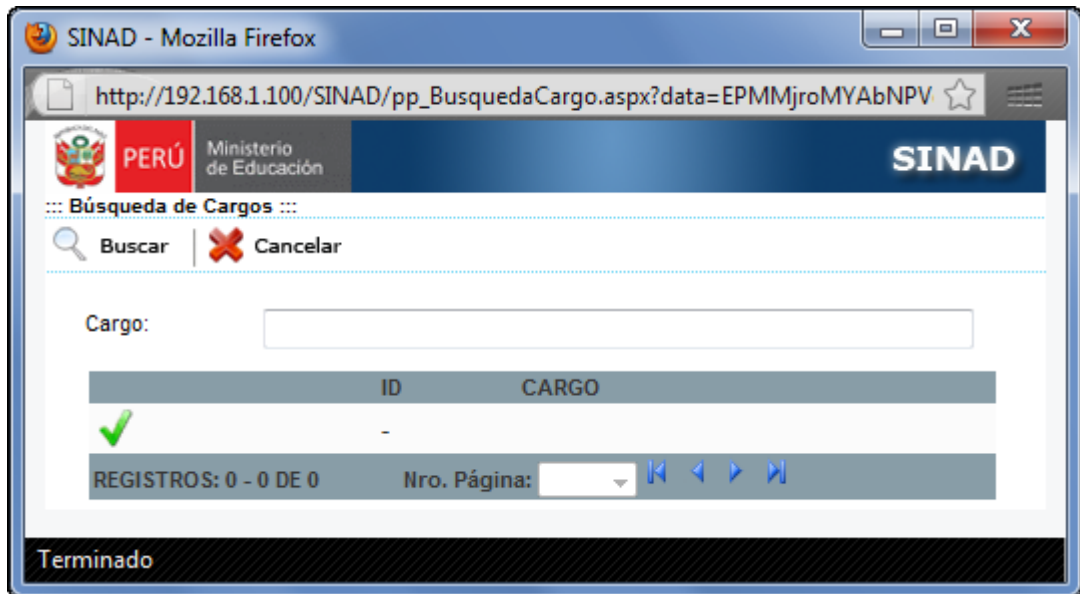 SINAD - Mozilla Firefox
http://192.168.1.100/SINAD/pp_BusquedaCargo.aspx?data=EPMMjroMYAbNPV
PERÚ Ministerio de Educación SINAD
::: Búsqueda de Cargos :::
Buscar Cancelar
Cargo:
ID CARGO
-
REGISTROS: 0 - 0 DE 0 Nro. Página:
Terminado